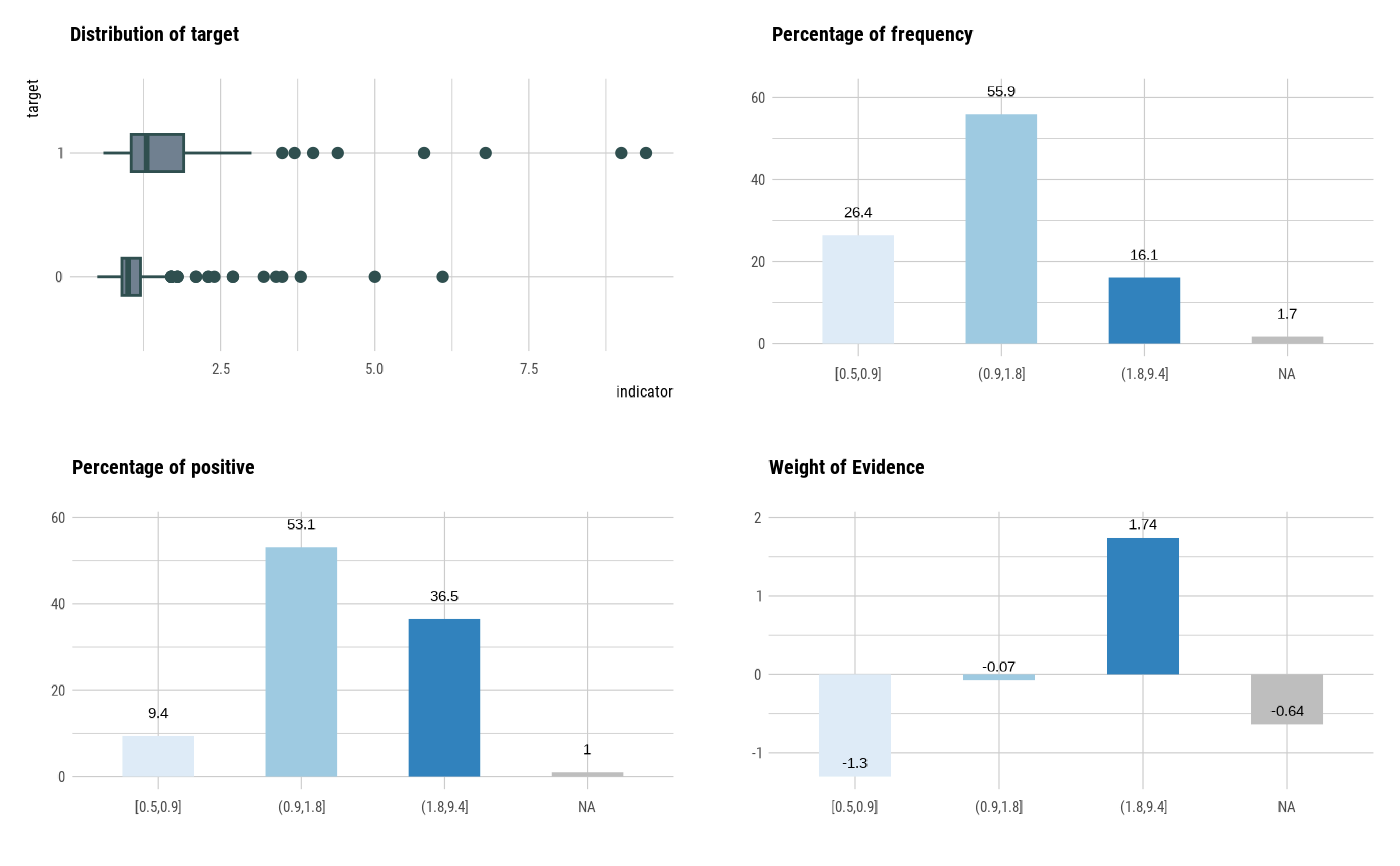 Distribution of target
target
1
0
2.5 5.0 7.5
indicator
Percentage of frequency
60
40
20
0
55.9
26.4
16.1
1.7
[0.5,0.9] (0.9,1.8] (1.8,9.4] NA
Percentage of positive
60
40
20
0
53.1
36.5
9.4
1
[0.5,0.9] (0.9,1.8] (1.8,9.4] NA
Weight of Evidence
2
1
0
-1
1.74
-0.07
-0.64
-1.3
[0.5,0.9] (0.9,1.8] (1.8,9.4] NA